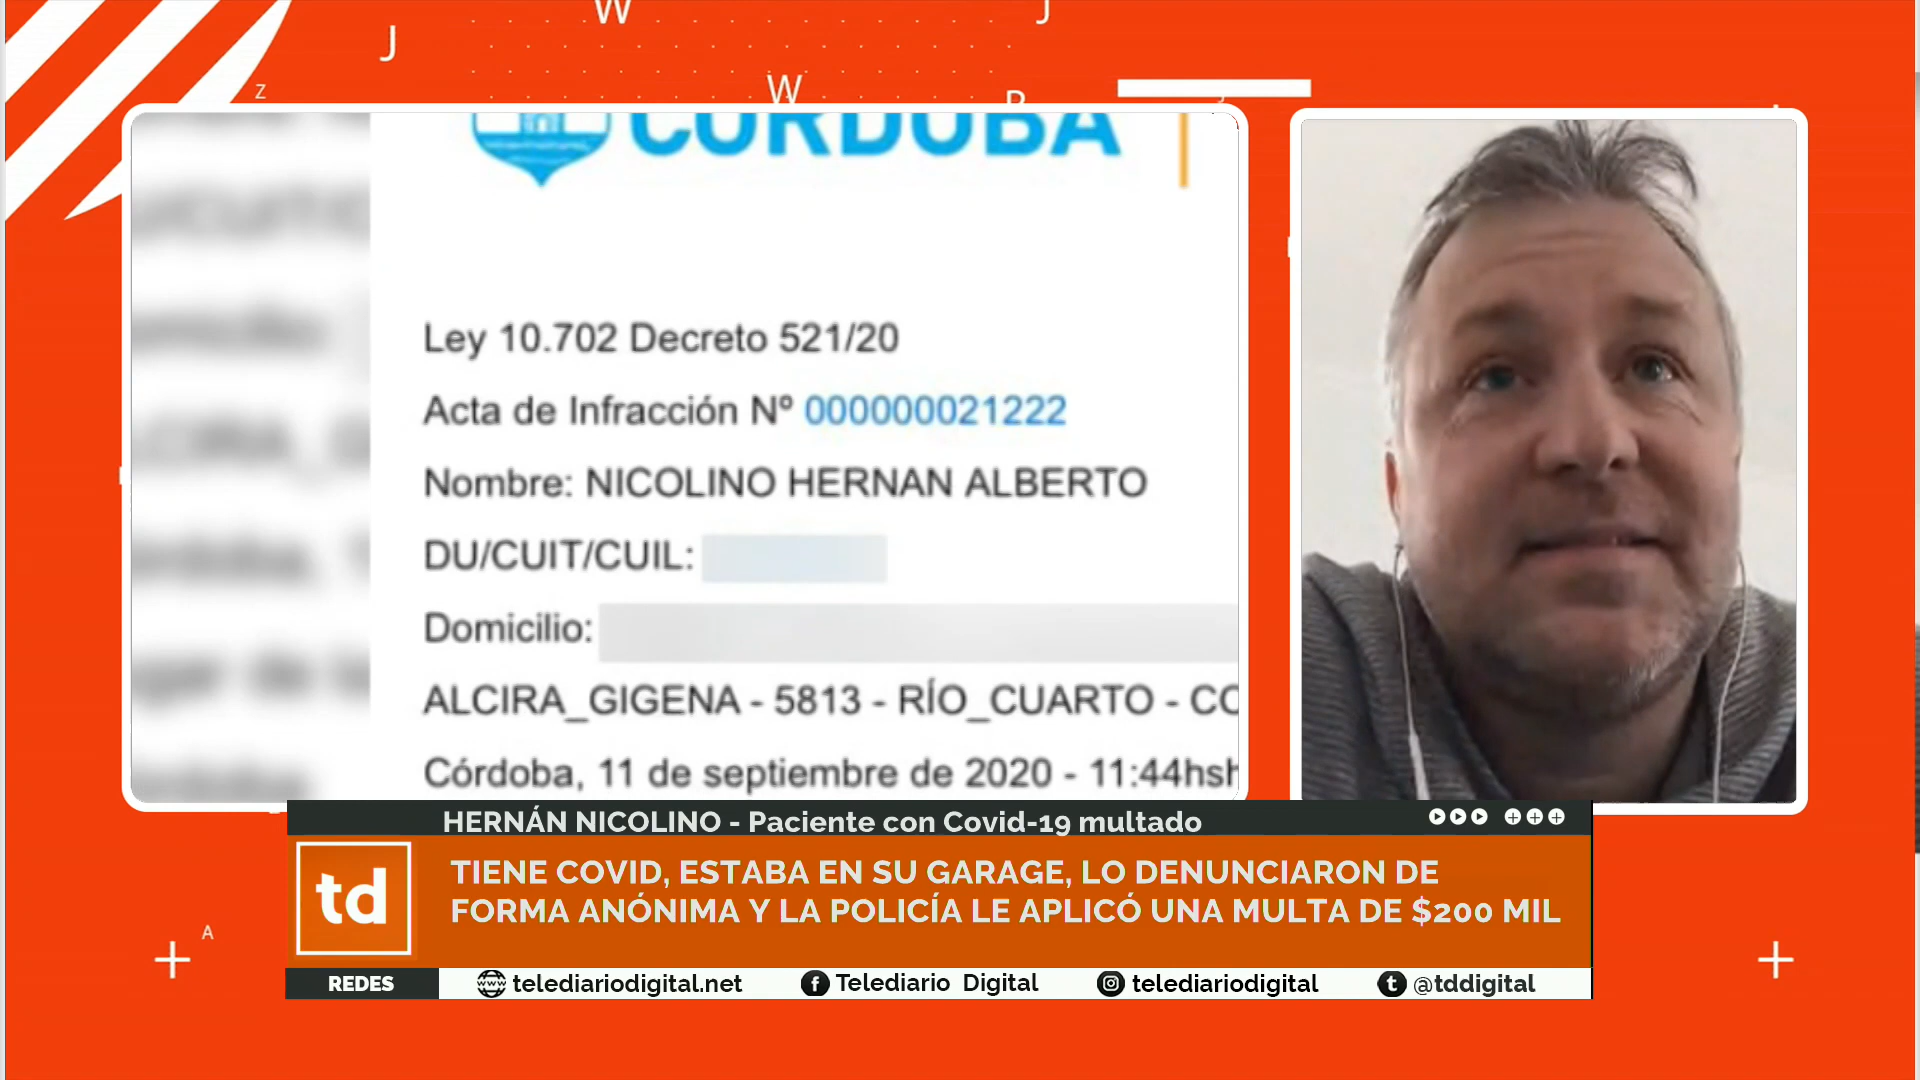 J
W
J
Z
W
CÓRDOBA
Ley 10.702 Decreto 521/20
Acta de Infracción Nº 000000021222
Nombre: NICOLINO HERNAN ALBERTO
DU/CUIT/CUIL:
Domicilio:
ALCIRA_GIGENA - 5813 - RÍO_CUARTO - CO
Córdoba, 11 de septiembre de 2020 - 11:44hsh
HERNÁN NICOLINO - Paciente con Covid-19 multado
td
TIENE COVID, ESTABA EN SU GARAGE, LO DENUNCIARON DE
FORMA ANÓNIMA Y LA POLICÍA LE APLICÓ UNA MULTA DE $200 MIL
A
REDES www telediariodigital.net f Telediario Digital telediariodigital t @tddigital